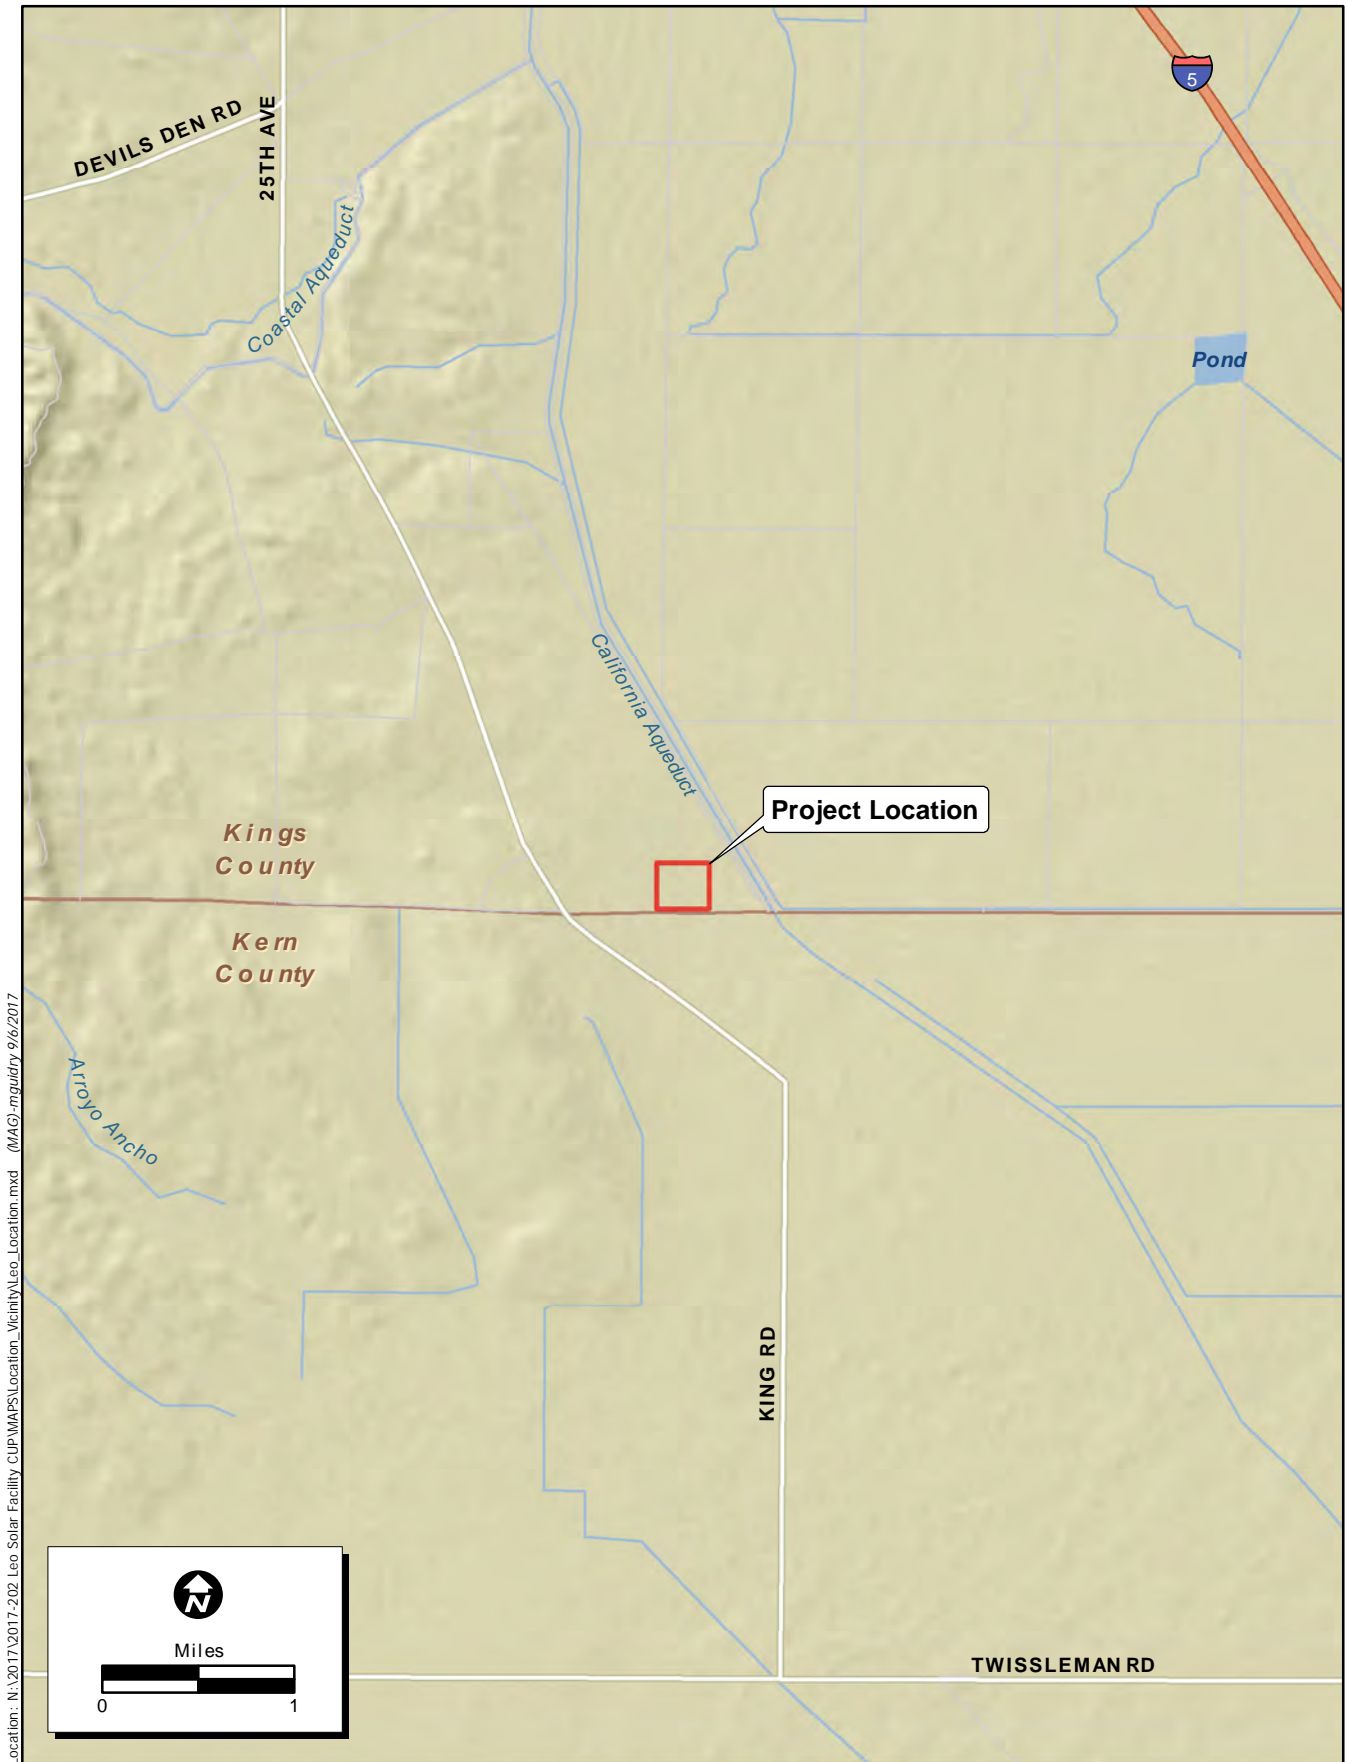 5
DEVILS DEN RD
25TH AVE
Coastal Aqueduct
Pond
California Aqueduct
Project Location
Kings
County
Kern
County
Arroyo Ancho
KING RD
TWISSLEMAN RD
N
Miles
0 1
ocation: N:\2017\2017-202 Leo Solar Facility CUP\MAPS\Location_Vicinity\Leo_Location.mxd (MAG)-mguidry 9/6/2017